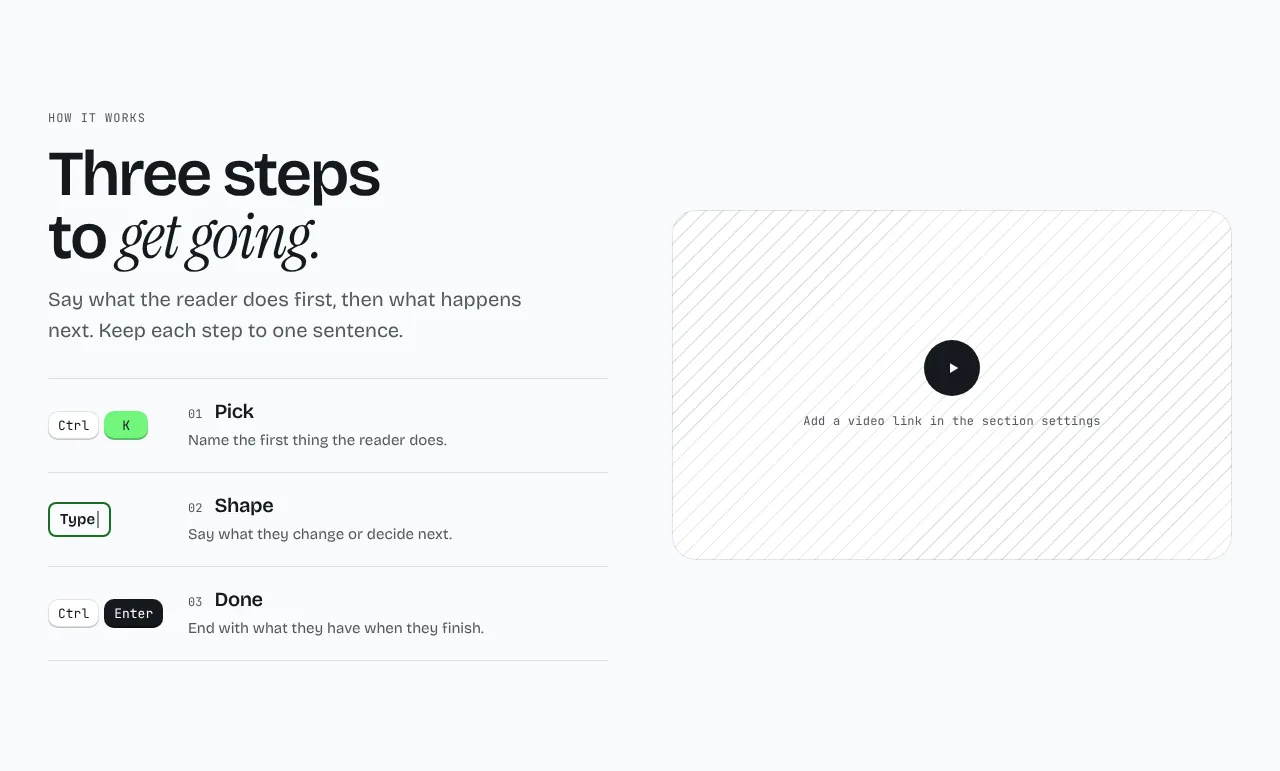 HOW IT WORKS
Three steps
to get going.
Say what the reader does first, then what happens
next. Keep each step to one sentence.
Ctrl K
01 Pick
Name the first thing the reader does.
Type
02 Shape
Say what they change or decide next.
Ctrl Enter
03 Done
End with what they have when they finish.
Add a video link in the section settings